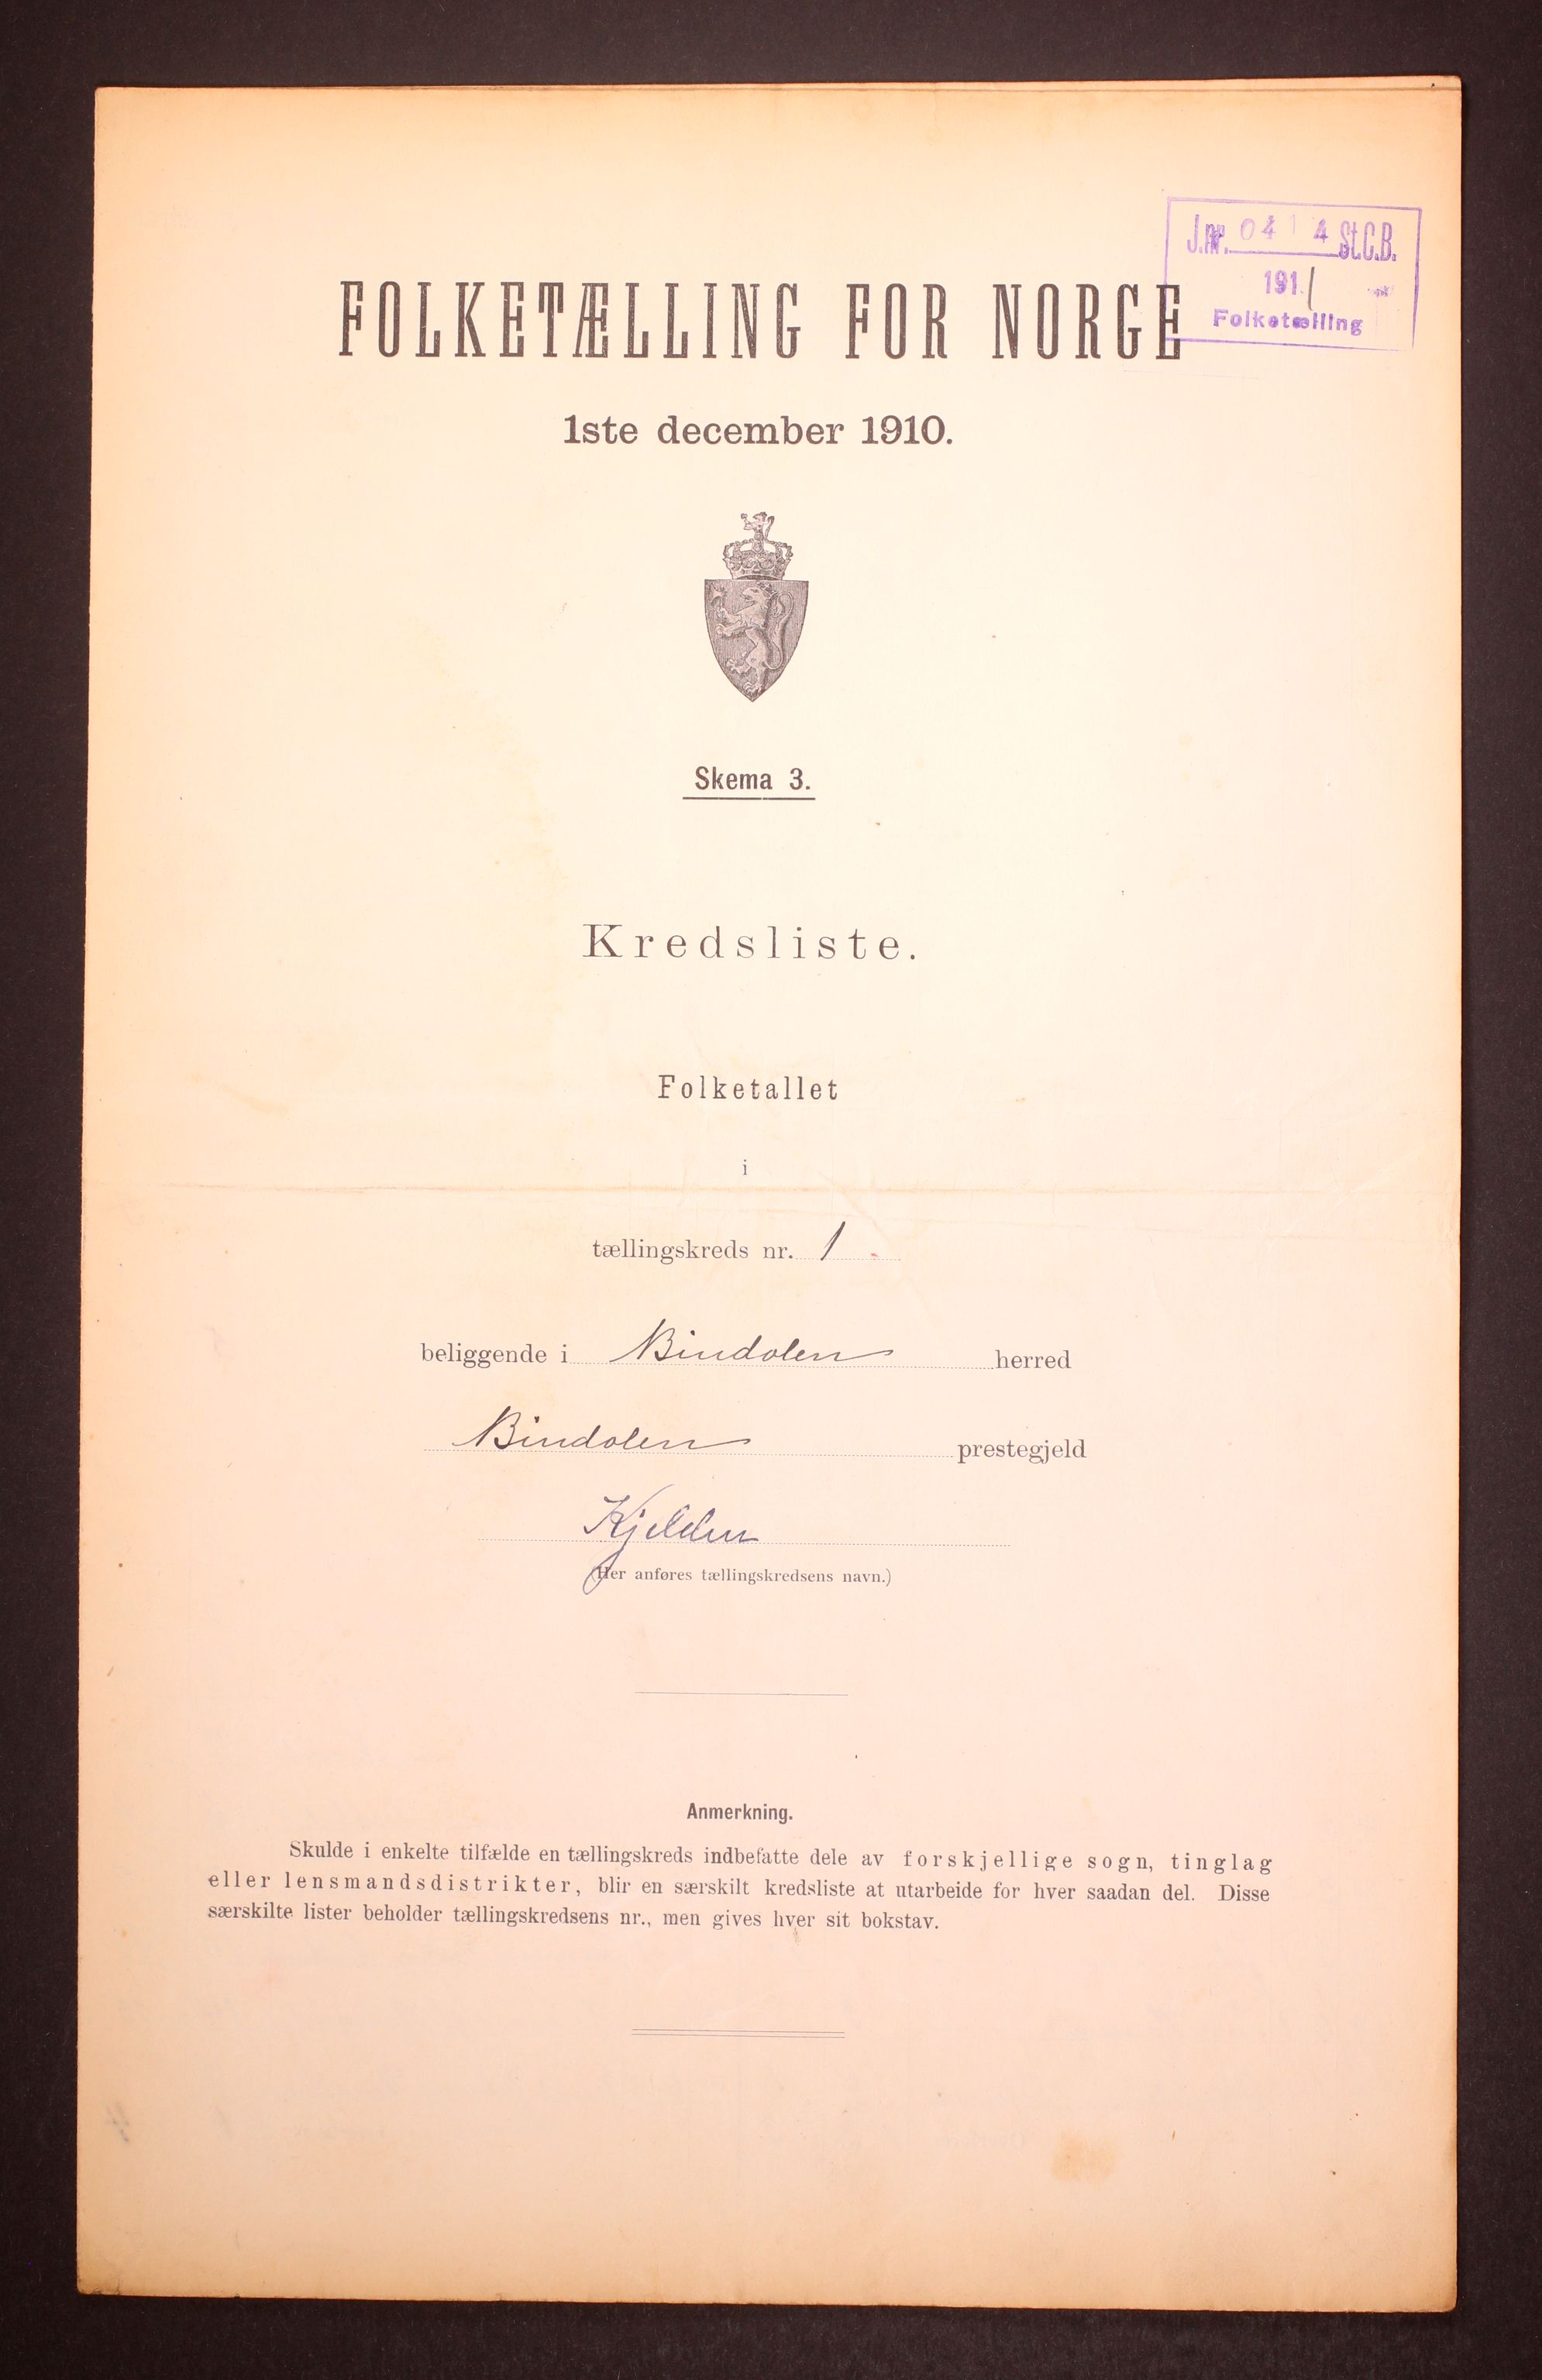 J.nr. 0414 St.C.B.
1911
Folketælling
FOLKETÆLLING FOR NORGE
1ste december 1910.
Skema 3.
Kredsliste.
Folketallet
i
tællingskreds nr. 1
beliggende i Bindalen herred
Bindalen prestegjeld
Kjelden
(Her anføres tællingskredsens navn.)
Anmerkning.
Skulde i enkelte tilfælde en tællingskreds indbefatte dele av forskjellige sogn, tinglag
eller lensmandsdistrikter, blir en særskilt kredsliste at utarbeide for hver saadan del. Disse
særskilte lister beholder tællingskredsens nr., men gives hver sit bokstav.